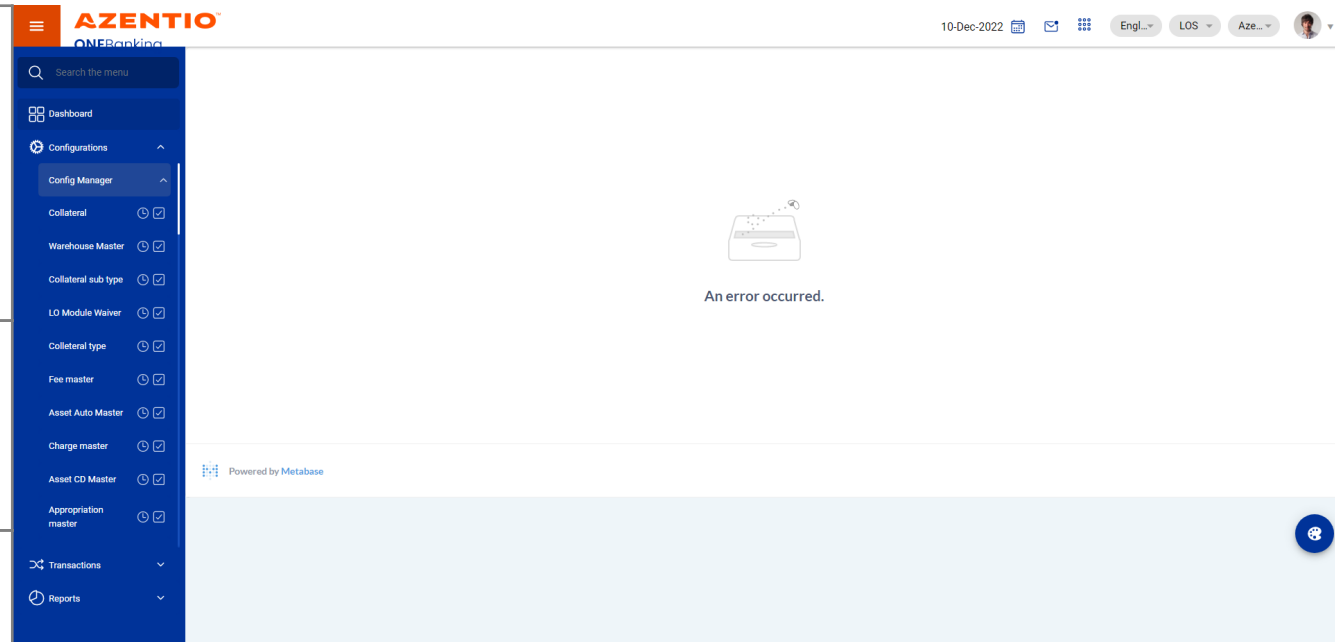 AZENTIO™
ONEBanking
10-Dec-2022
Engl...
LOS
Aze...
Search the menu
Dashboard
Configurations
Config Manager
Collateral
Warehouse Master
Collateral sub type
LO Module Waiver
Colleteral type
Fee master
Asset Auto Master
Charge master
Asset CD Master
Appropriation
master
Transactions
Reports
An error occurred.
Powered by Metabase